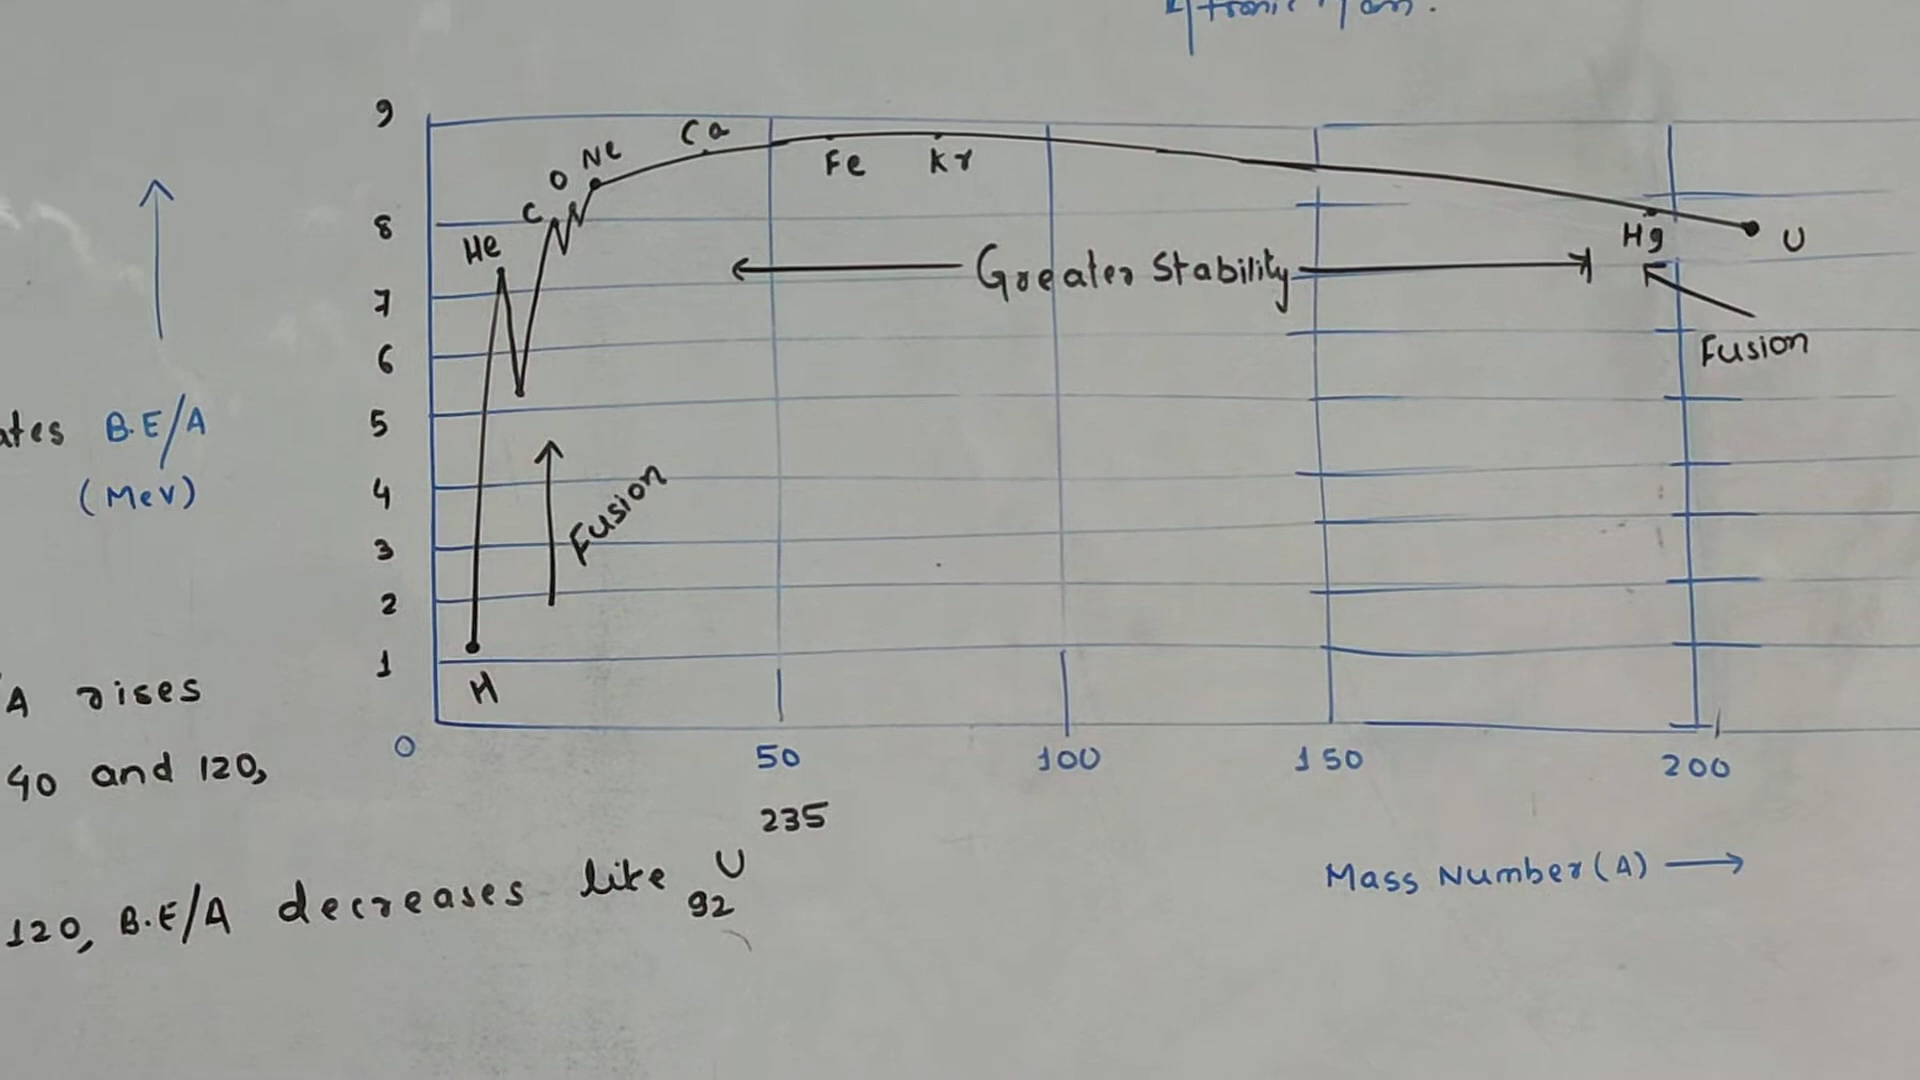 9
Ca
Ne
O
Fe
Kr
C
8
He
Hg
U
Greater Stability
7
6
Fusion
ates B.E/A
5
(MeV)
4
Fusion
3
2
1
H
A rises
0
50
100
150
200
40 and 120,
235
U
92
120, B.E/A decreases like
Mass Number (A)